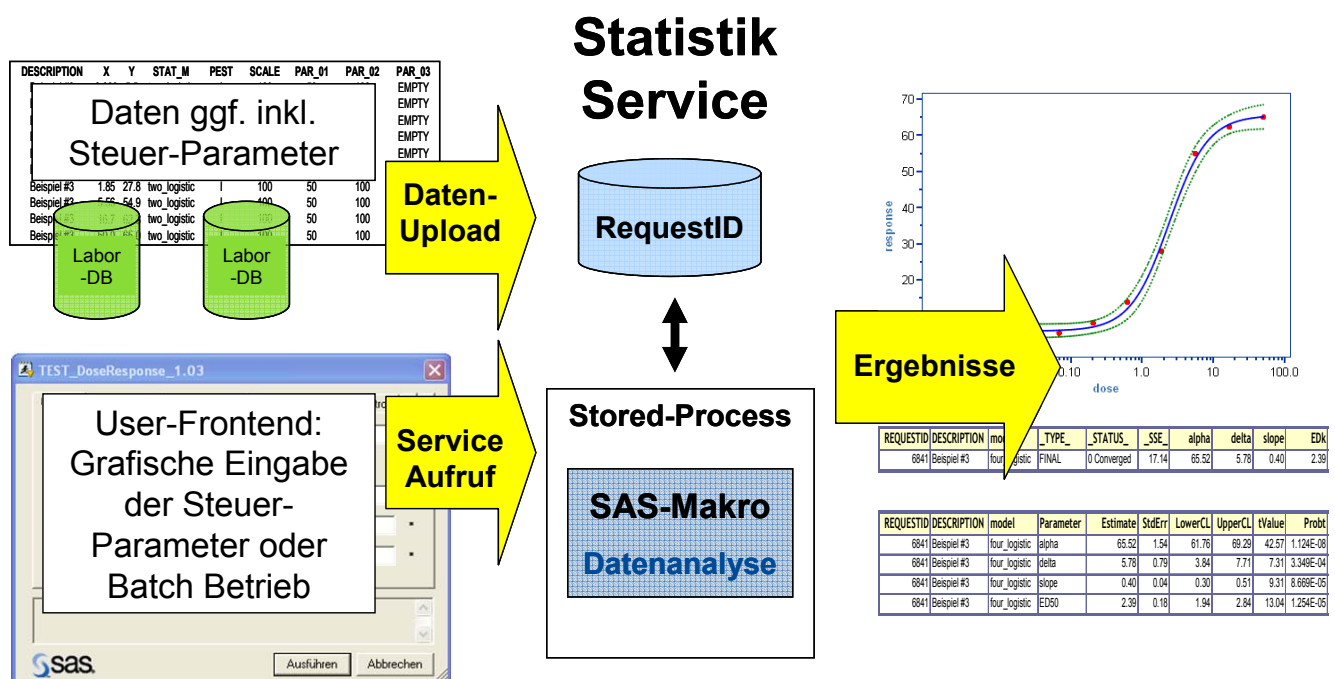 Statistik
Service
DESCRIPTION X Y STAT_M PEST SCALE PAR_01 PAR_02 PAR_03
EMPTY
EMPTY
EMPTY
EMPTY
EMPTY
Daten ggf. inkl.
Steuer-Parameter
Beispiel #3 1.85 27.8 two_logistic I 100 50 100
Beispiel #3 5.56 54.9 two_logistic 50 100
two_logistic 50 100
two_logistic 50 100
Labor
-DB
Labor
-DB
Daten-
Upload
RequestID
TEST_DoseResponse_1.03
User-Frontend:
Grafische Eingabe
der Steuer-
Parameter oder
Batch Betrieb
sas.
Ausführen Abbrechen
Service
Aufruf
Stored-Process
SAS-Makro
Datenanalyse
Ergebnisse
70
60
50
40
30
20
response
0.10 1.0 10 100.0
dose
REQUESTID DESCRIPTION _TYPE_ _STATUS_ _SSE_ alpha delta slope EDk
6841 Beispiel #3 four_logistic FINAL 0 Converged 17.14 65.52 5.78 0.40 2.39
REQUESTID DESCRIPTION model Parameter Estimate StdErr LowerCL UpperCL tValue Probt
6841 Beispiel #3 four_logistic alpha 65.52 1.54 61.76 69.29 42.57 1.124E-08
6841 Beispiel #3 four_logistic delta 5.78 0.79 3.84 7.71 7.31 3.349E-04
6841 Beispiel #3 four_logistic slope 0.40 0.04 0.30 0.51 9.31 8.669E-05
6841 Beispiel #3 four_logistic ED50 2.39 0.18 1.94 2.84 13.04 1.254E-05